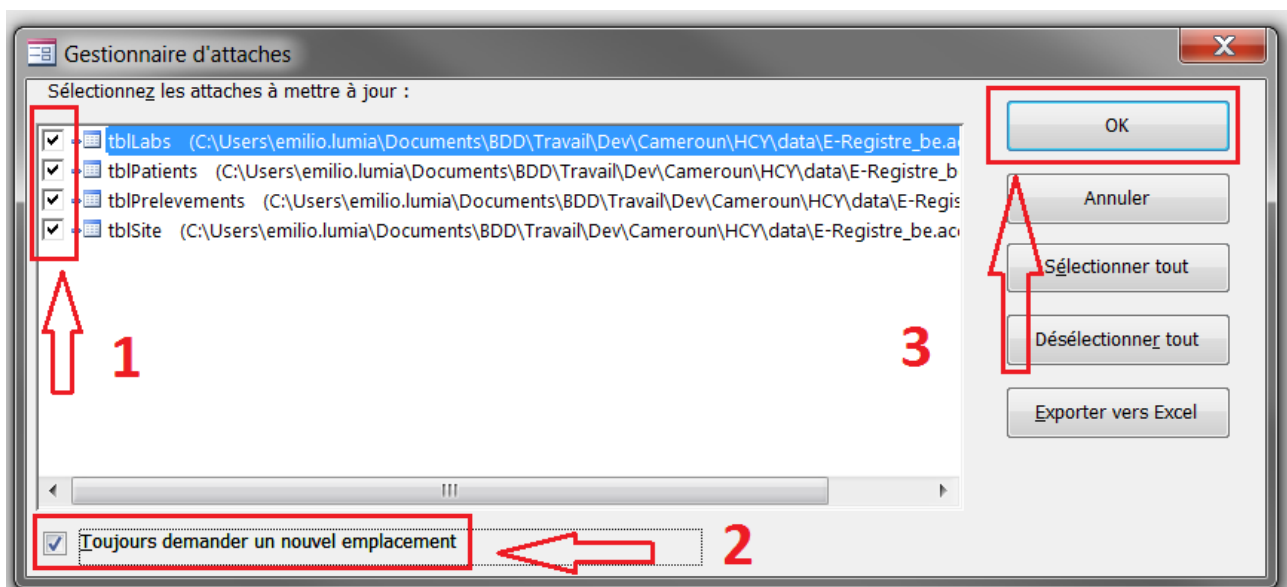 Gestionnaire d'attaches
Sélectionnez les attaches à mettre à jour :
tblLabs (C:\Users\emilio.lumia\Documents\BDD\Travail\Dev\Cameroun\HCY\data\E-Registre_be.a
tblPatients (C:\Users\emilio.lumia\Documents\BDD\Travail\Dev\Cameroun\HCY\data\E-Registre_b
tblPrelevements (C:\Users\emilio.lumia\Documents\BDD\Travail\Dev\Cameroun\HCY\data\E-Regis
tblSite (C:\Users\emilio.lumia\Documents\BDD\Travail\Dev\Cameroun\HCY\data\E-Registre_be.acc
OK
Annuler
Sélectionner tout
Désélectionner tout
Exporter vers Excel
1
3
Toujours demander un nouvel emplacement
2